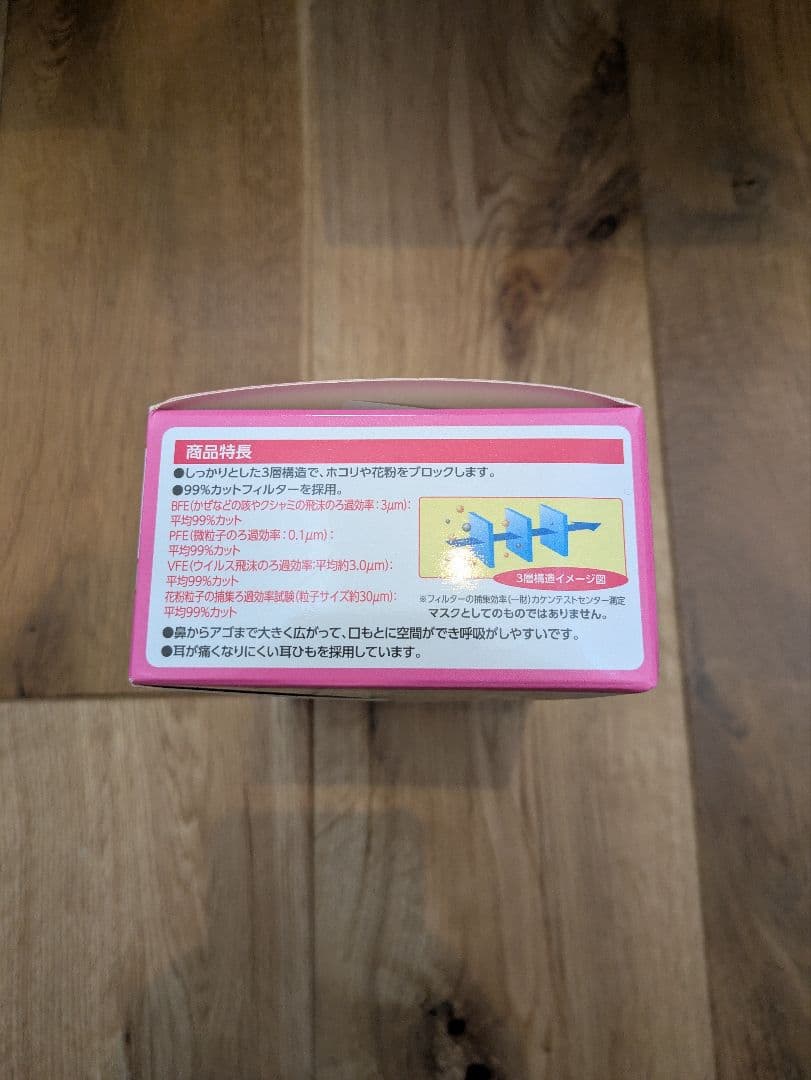 商品特長
●しっかりとした3層構造で、ホコリや花粉をブロックします。
●99%カットフィルターを採用。
BFE(かぜなどの咳やクシャミの飛沫のろ過効率：3μm)：
平均99%カット
PFE(微粒子のろ過効率：0.1μm)：
平均99%カット
VFE(ウイルス飛沫のろ過効率：平均約3.0μm)：
平均99%カット
花粉粒子の捕集ろ過効率試験(粒子サイズ約30μm)：
平均99%カット
3層構造イメージ図
※フィルターの捕集効率(一財)カケンテストセンター測定
マスクとしてのものではありません。
●鼻からアゴまで大きく広がって、口もとに空間ができ呼吸がしやすいです。
●耳が痛くなりにくい耳ひもを採用しています。